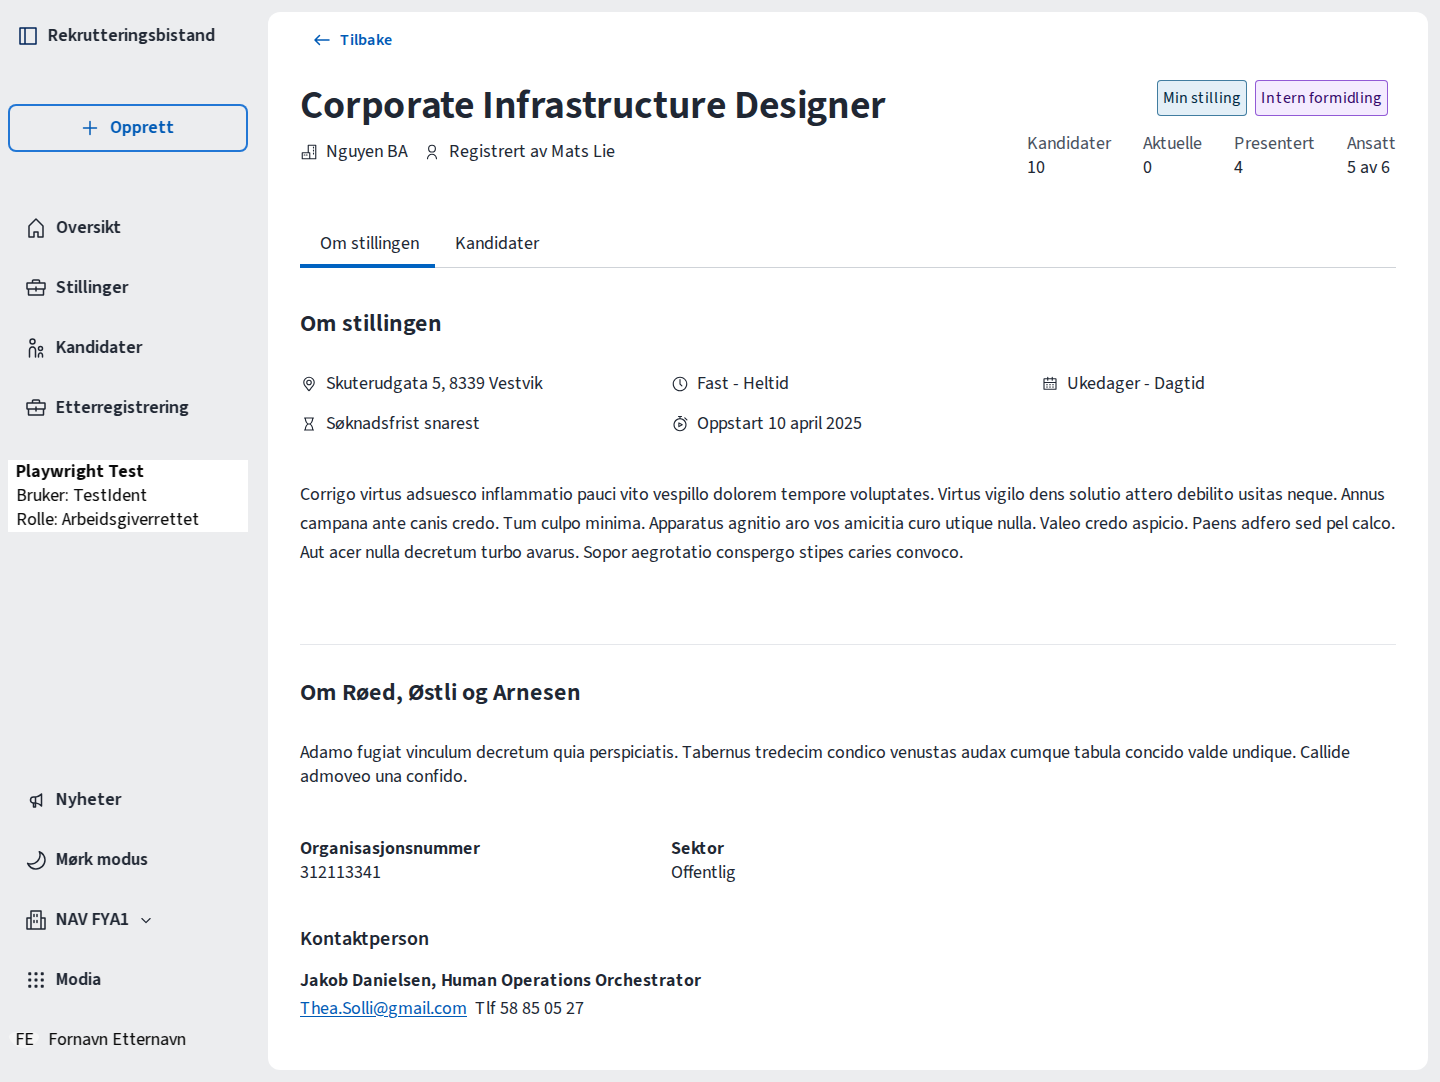 Rekrutteringsbistand
Opprett
Oversikt
Stillinger
Kandidater
Etterregistrering
Playwright Test
Bruker: TestIdent
Rolle: Arbeidsgiverrettet
Nyheter
Mørk modus
NAV FYA1
Modia
FE Fornavn Etternavn
Tilbake
Corporate Infrastructure Designer
Nguyen BA Registrert av Mats Lie
Min stilling Intern formidling
Kandidater Aktuelle Presentert Ansatt
10 0 4 5 av 6
Om stillingen Kandidater
Om stillingen
Skuterudgata 5, 8339 Vestvik Fast - Heltid Ukedager - Dagtid
Søknadsfrist snarest Oppstart 10 april 2025
Corrigo virtus adsuesco inflammatio pauci vito vespillo dolorem tempore voluptates. Virtus vigilo dens solutio attero debilito usitas neque. Annus
campana ante canis credo. Tum culpo minima. Apparatus agnitio aro vos amicitia curo utique nulla. Valeo credo aspicio. Paens adfero sed pel calco.
Aut acer nulla decretum turbo avarus. Sopor aegrotatio conspergo stipes caries convoco.
Om Røed, Østli og Arnesen
Adamo fugiat vinculum decretum quia perspiciatis. Tabernus tredecim condico venustas audax cumque tabula concido valde undique. Callide
admoveo una confido.
Organisasjonsnummer Sektor
312113341 Offentlig
Kontaktperson
Jakob Danielsen, Human Operations Orchestrator
Thea.Solli@gmail.com Tlf 58 85 05 27